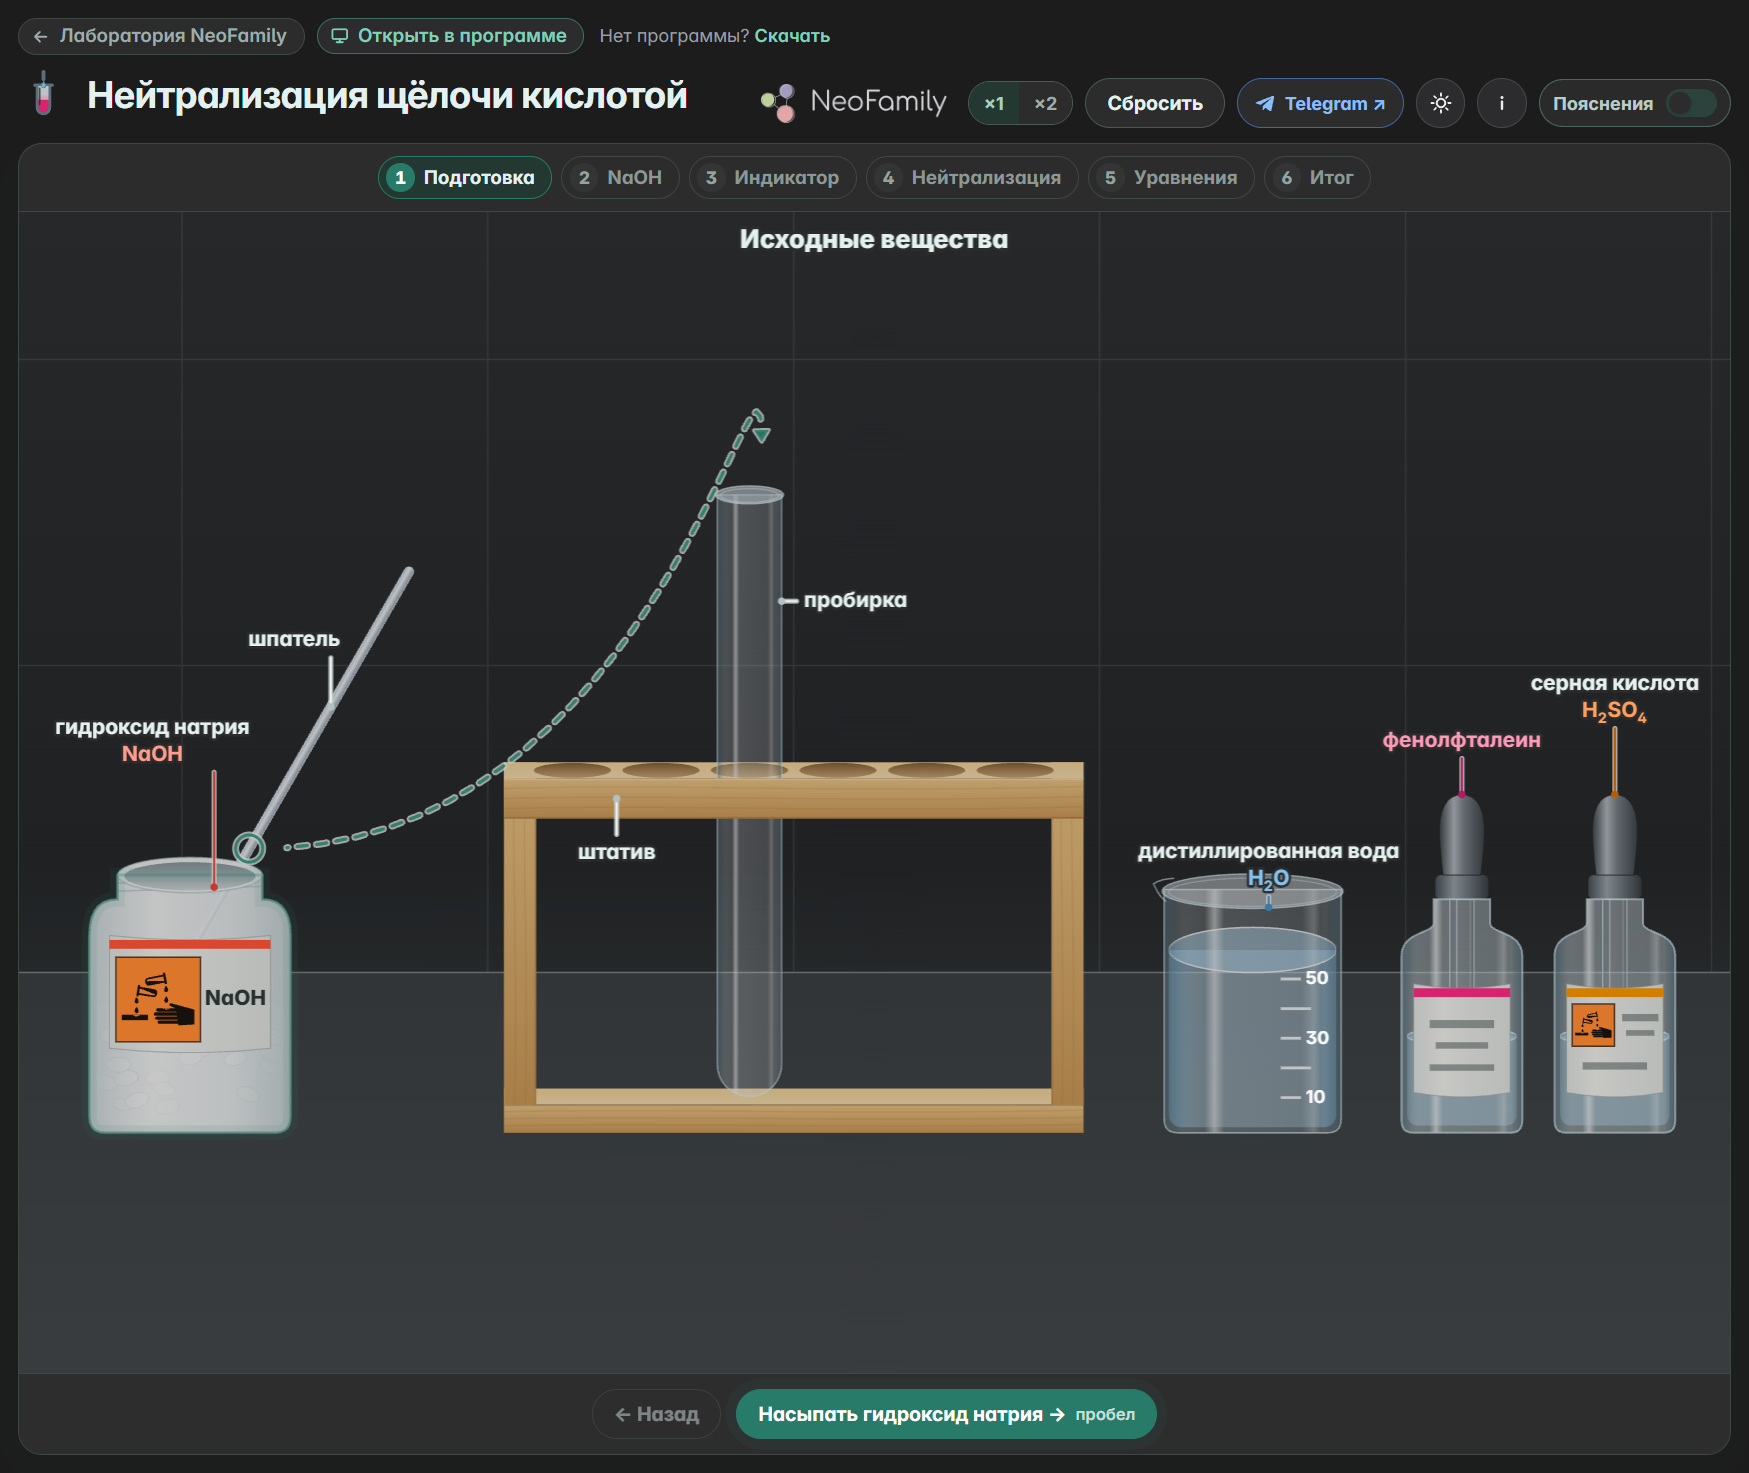 ← Лаборатория NeoFamily
Открыть в программе
Нет программы? Скачать
Нейтрализация щёлочи кислотой
NeoFamily
×1 ×2
Сбросить
Telegram ↗
i
Пояснения
1 Подготовка
2 NaOH
3 Индикатор
4 Нейтрализация
5 Уравнения
6 Итог
Исходные вещества
пробирка
шпатель
серная кислота
H₂SO₄
гидроксид натрия
NaOH
фенолфталеин
штатив
дистиллированная вода
H₂O
NaOH
50
30
10
← Назад
Насыпать гидроксид натрия → пробел